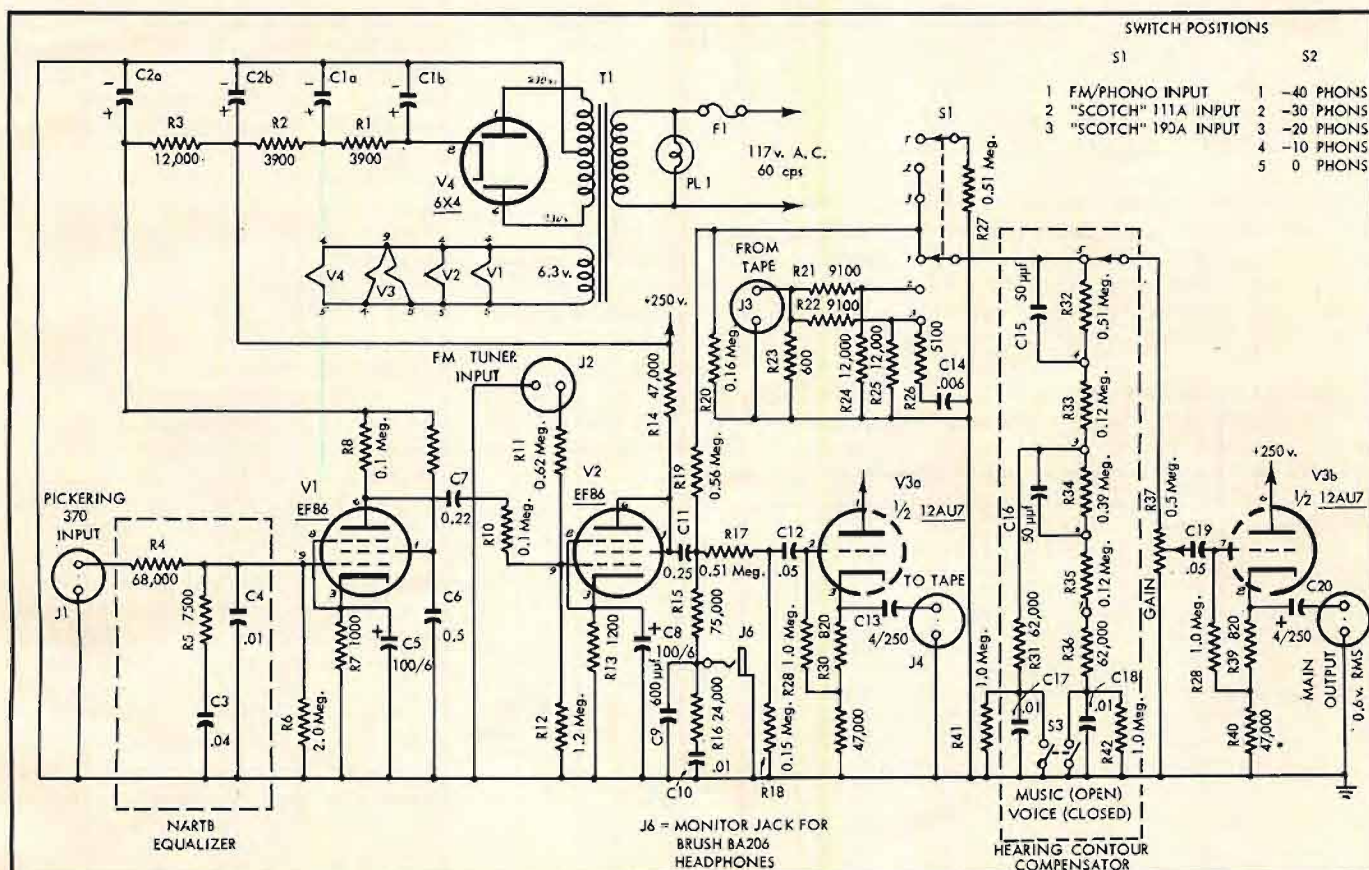 SWITCH POSITIONS
S1 S2
1 FM/PHONO INPUT 1 -40 PHONS
2 "SCOTCH" 111A INPUT 2 -30 PHONS
3 "SCOTCH" 190A INPUT 3 -20 PHONS
4 -10 PHONS
5 0 PHONS
C2a
C2b
C1a
C1b
T1
R3
12,000
R2
3900
R1
3900
8
1
6
V4
6X4
F1
PL 1
117 v. A. C.
60 cps
6.3 v.
V4
V3
V2
V1
S1
1
2
3
1
2
3
R27
0.51 Meg.
FROM
TAPE
J3
R21 9100
R22 9100
R23
600
R24 12,000
R25 12,000
R26
5100
C14
.006
R20
0.16 Meg.
+250 v.
R14 47,000
R19
0.56 Meg.
FM TUNER
INPUT
J2
R11
0.62 Meg.
R8
0.1 Meg.
V1
EF86
C7
0.22
R10
0.1 Meg.
V2
EF86
C11
0.25
R17
0.51 Meg.
C12
.05
V3a
1/2 12AU7
PICKERING
370
INPUT
J1
R4
68,000
R5 7500
C3
.04
C4
.01
R6
2.0 Meg.
R7 1000
C5
100/6
C6
0.5
R12
1.2 Meg.
R13 1200
C8
100/6
C9
600 µµf
R15
75,000
R16 24,000
C10
.01
J6
R18
0.15 Meg.
R28 1.0 Meg.
R30
820
47,000
C13
4/250
TO TAPE
J4
R41
1.0 Meg.
C15
50 µµf
R32
0.51 Meg.
R33
0.12 Meg.
C16
50 µµf
R34
0.39 Meg.
R35
0.12 Meg.
R31 62,000
R36
62,000
C17
.01
C18
.01
S3
R42
1.0 Meg.
GAIN
R37
0.5 Meg.
C19
.05
+250 v.
V3b
1/2 12AU7
R28 1.0 Meg.
R39 820
R40
47,000
C20
4/250
MAIN
OUTPUT
0,6 v. RMS
NARTB
EQUALIZER
J6 = MONITOR JACK FOR
BRUSH BA206
HEADPHONES
MUSIC (OPEN)
VOICE (CLOSED)
HEARING CONTOUR
COMPENSATOR